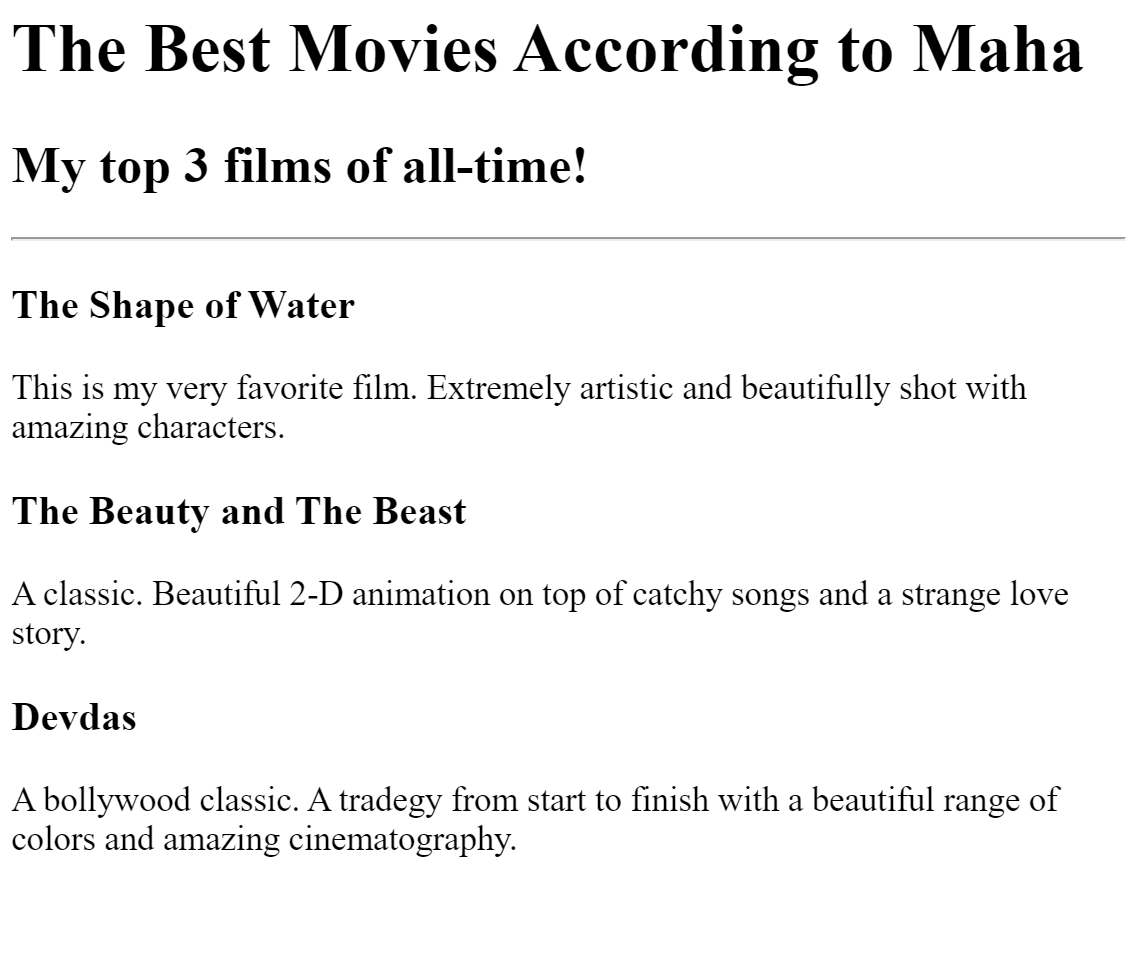 The Best Movies According to Maha
My top 3 films of all-time!
The Shape of Water
This is my very favorite film. Extremely artistic and beautifully shot with
amazing characters.
The Beauty and The Beast
A classic. Beautiful 2-D animation on top of catchy songs and a strange love
story.
Devdas
A bollywood classic. A tradegy from start to finish with a beautiful range of
colors and amazing cinematography.